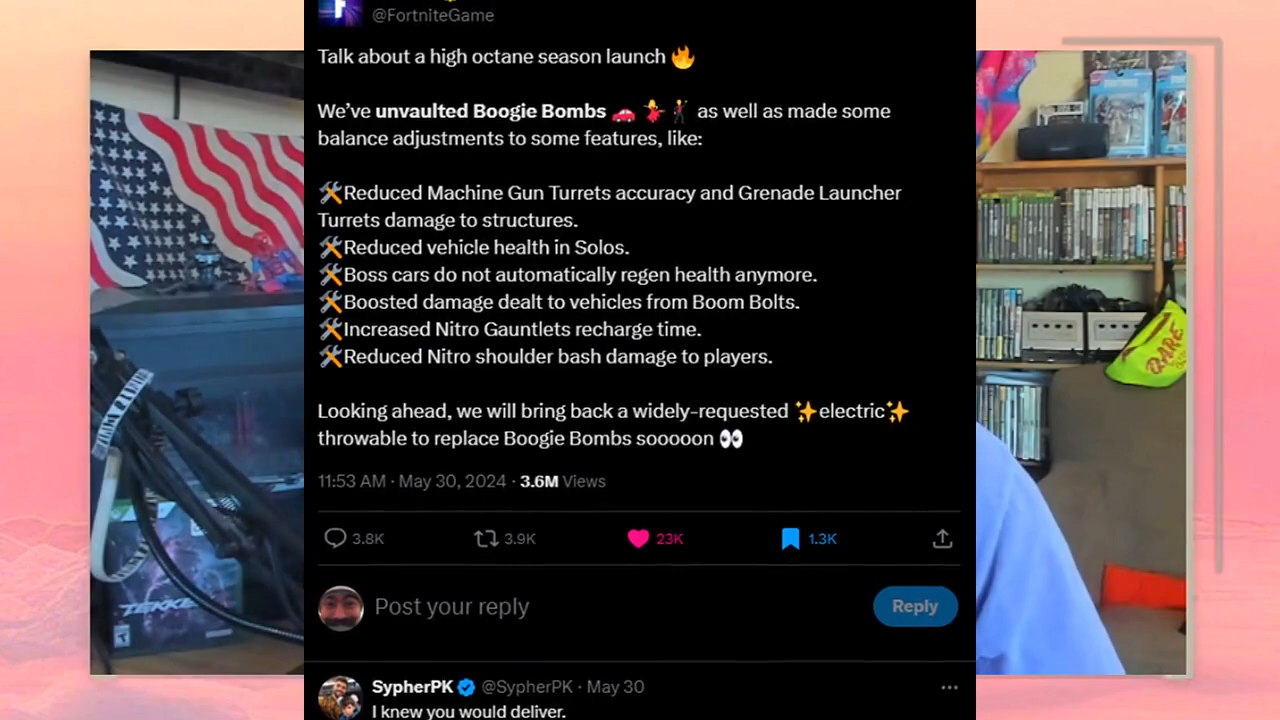 @FortniteGame
Talk about a high octane season launch 🔥
We've unvaulted Boogie Bombs 🚗 💃 🕺 as well as made some
balance adjustments to some features, like:
🛠️Reduced Machine Gun Turrets accuracy and Grenade Launcher
Turrets damage to structures.
🛠️Reduced vehicle health in Solos.
🛠️Boss cars do not automatically regen health anymore.
🛠️Boosted damage dealt to vehicles from Boom Bolts.
🛠️Increased Nitro Gauntlets recharge time.
🛠️Reduced Nitro shoulder bash damage to players.
Looking ahead, we will bring back a widely-requested ✨electric✨
throwable to replace Boogie Bombs sooooon 👀
11:53 AM · May 30, 2024 · 3.6M Views
3.8K 3.9K 23K 1.3K
Post your reply Reply
SypherPK @SypherPK · May 30 ...
I knew you would deliver.
TEKKE
DARE